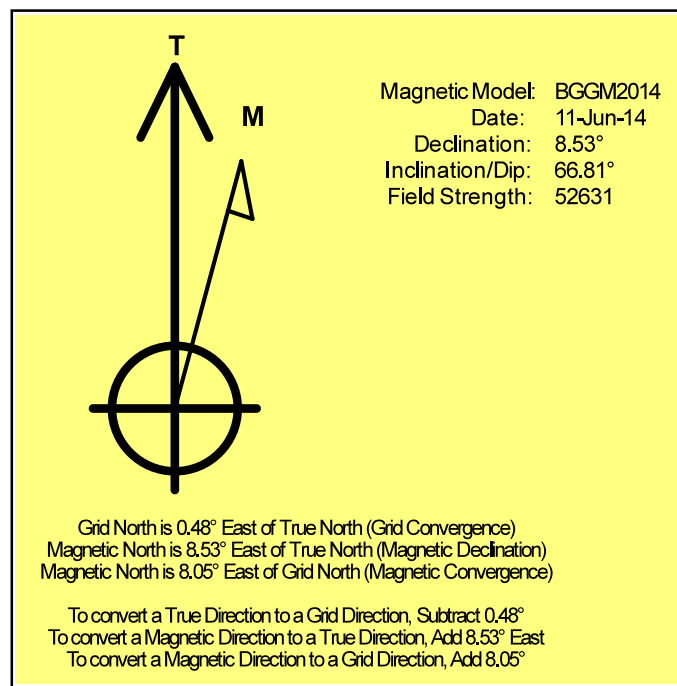 T
M
Magnetic Model: BGGM2014
Date: 11-Jun-14
Declination: 8.53°
Inclination/Dip: 66.81°
Field Strength: 52631
Grid North is 0.48° East of True North (Grid Convergence)
Magnetic North is 8.53° East of True North (Magnetic Declination)
Magnetic North is 8.05° East of Grid North (Magnetic Convergence)
To convert a True Direction to a Grid Direction, Subtract 0.48°
To convert a Magnetic Direction to a True Direction, Add 8.53° East
To convert a Magnetic Direction to a Grid Direction, Add 8.05°